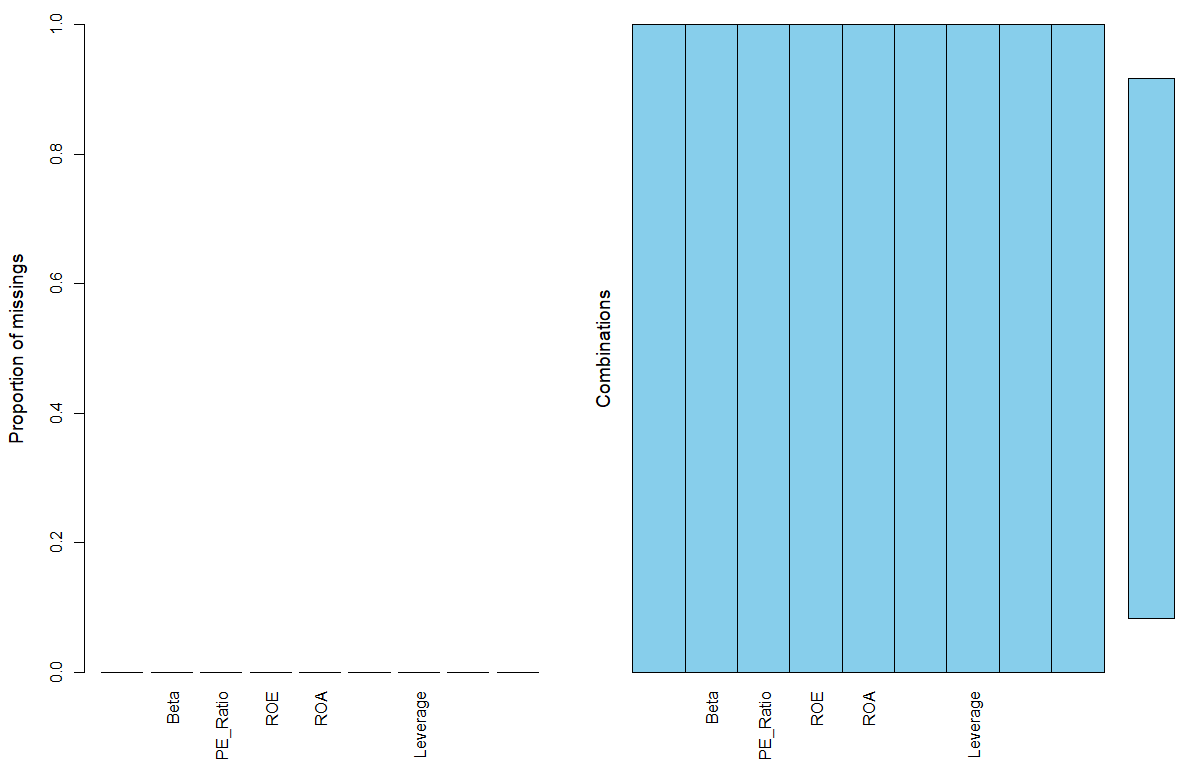 Proportion of missings
1.0
0.8
0.6
0.4
0.2
0.0
Beta
PE_Ratio
ROE
ROA
Leverage
Combinations
Beta
PE_Ratio
ROE
ROA
Leverage